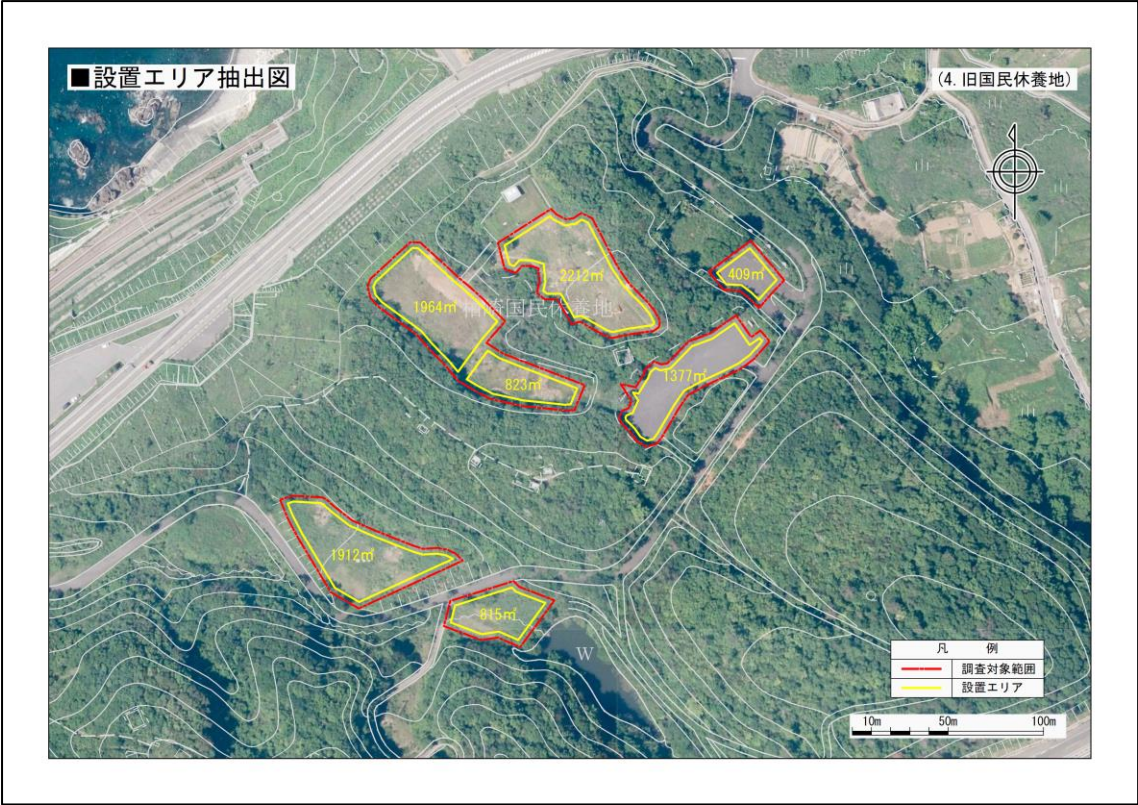 ■設置エリア抽出図
(4. 旧国民休養地)
2212㎡
409㎡
1964㎡
国民休養地
1377㎡
823㎡
1912㎡
815㎡
W
凡 例
調査対象範囲
設置エリア
10m 50m 100m